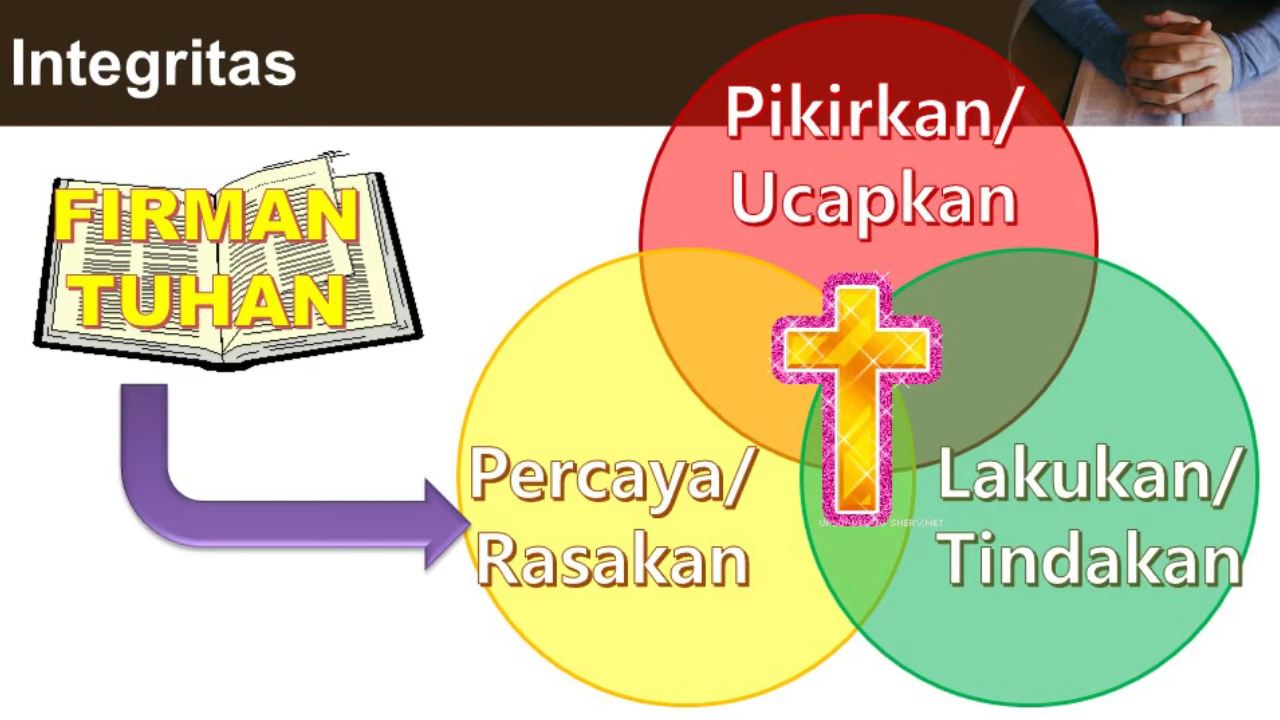 Integritas
Pikirkan/
Ucapkan
FIRMAN
TUHAN
Percaya/
Rasakan
Lakukan/
Tindakan